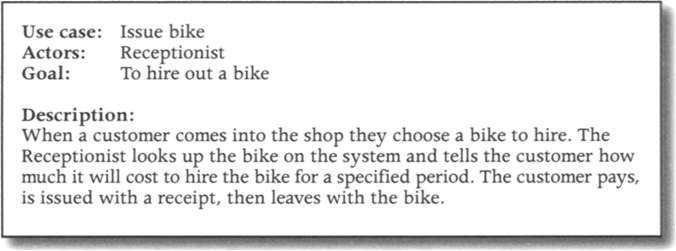 Use case: Issue bike
Actors: Receptionist
Goal: To hire out a bike
Description:
When a customer comes into the shop they choose a bike to hire. The
Receptionist looks up the bike on the system and tells the customer how
much it will cost to hire the bike for a specified period. The customer pays,
is issued with a receipt, then leaves with the bike.